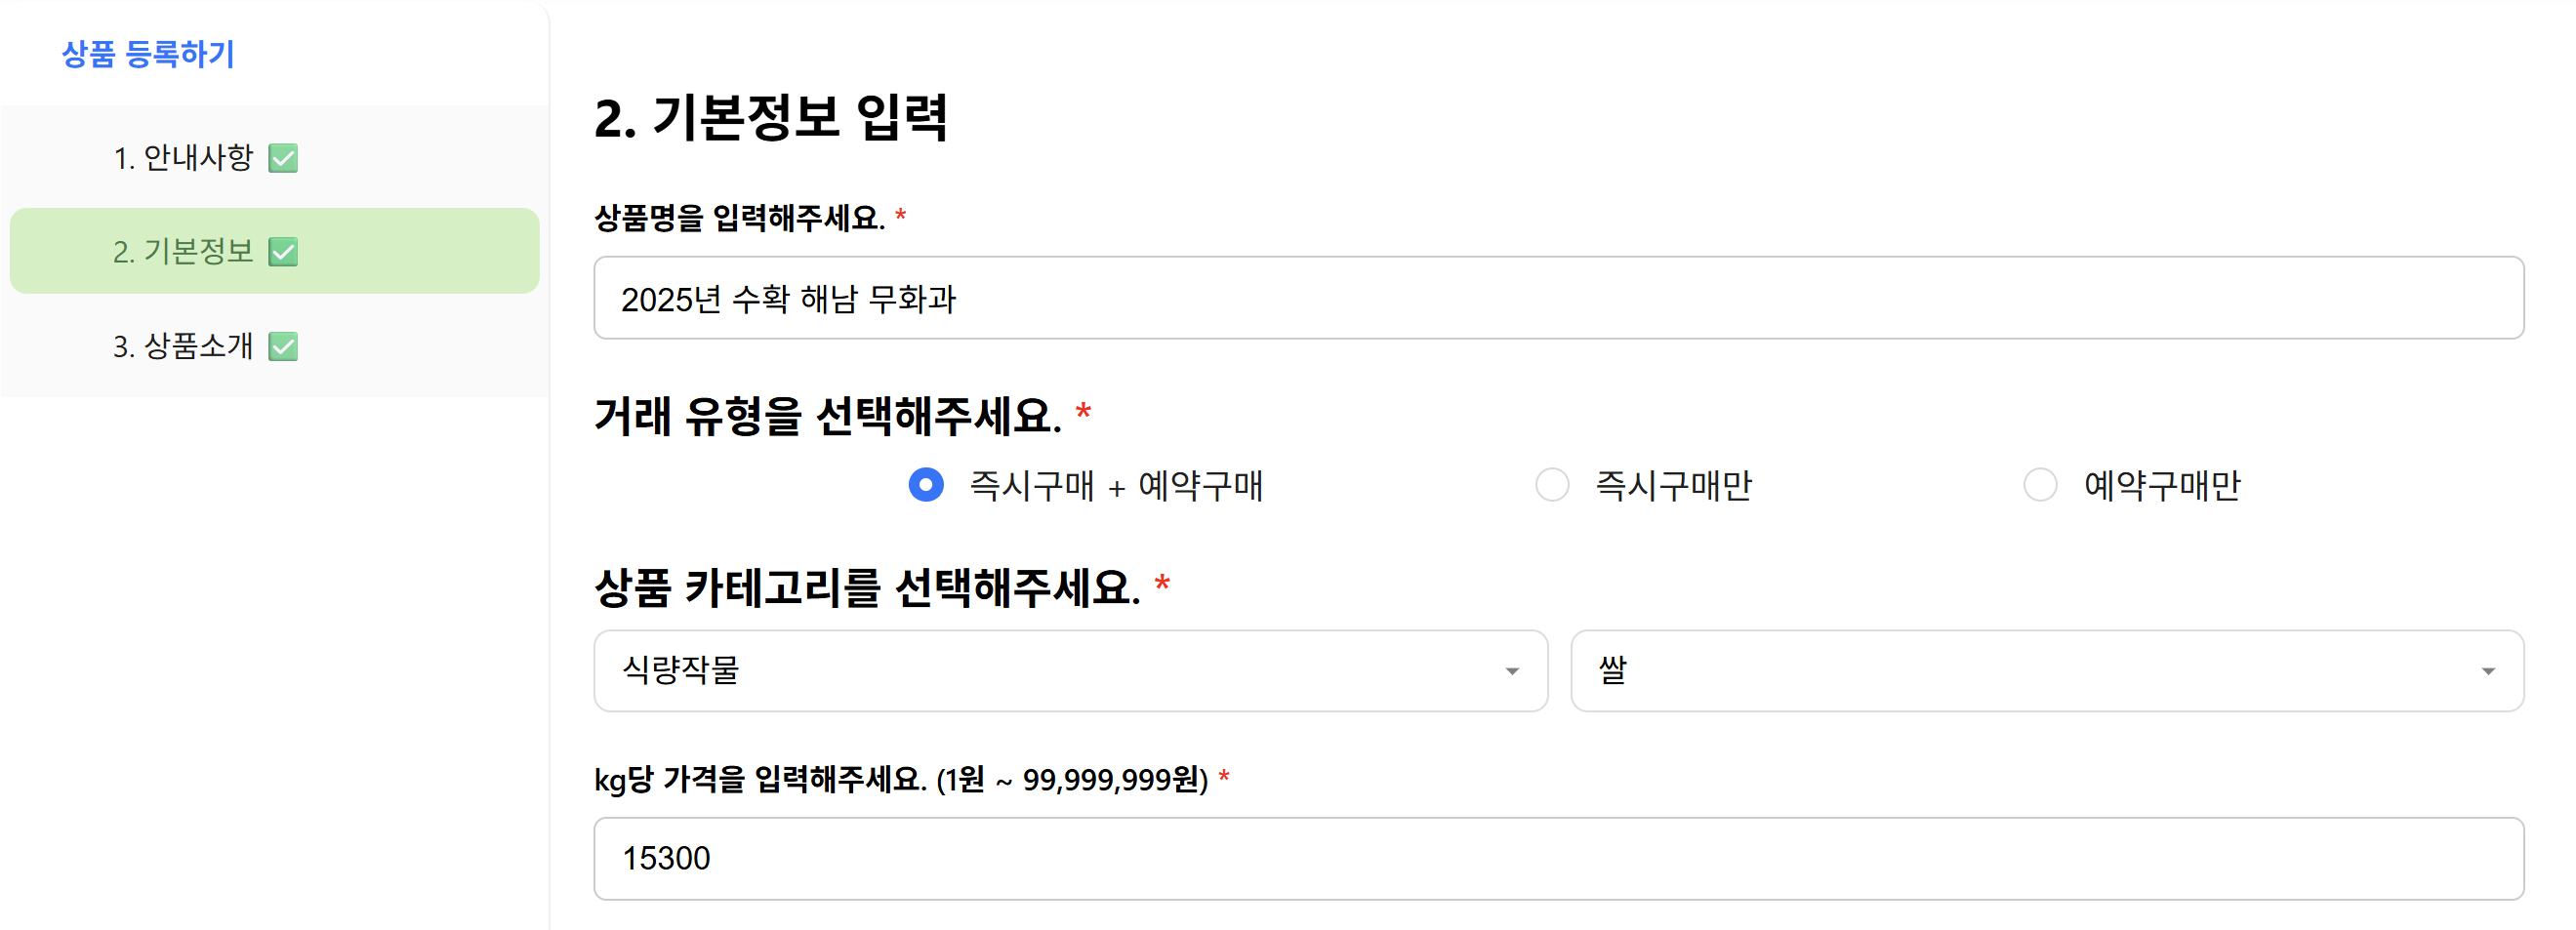 상품 등록하기
1. 안내사항 ✅
2. 기본정보 ✅
3. 상품소개 ✅
2. 기본정보 입력
상품명을 입력해주세요. *
2025년 수확 해남 무화과
거래 유형을 선택해주세요. *
즉시구매 + 예약구매 즉시구매만 예약구매만
상품 카테고리를 선택해주세요. *
식량작물 쌀
kg당 가격을 입력해주세요. (1원 ~ 99,999,999원) *
15300